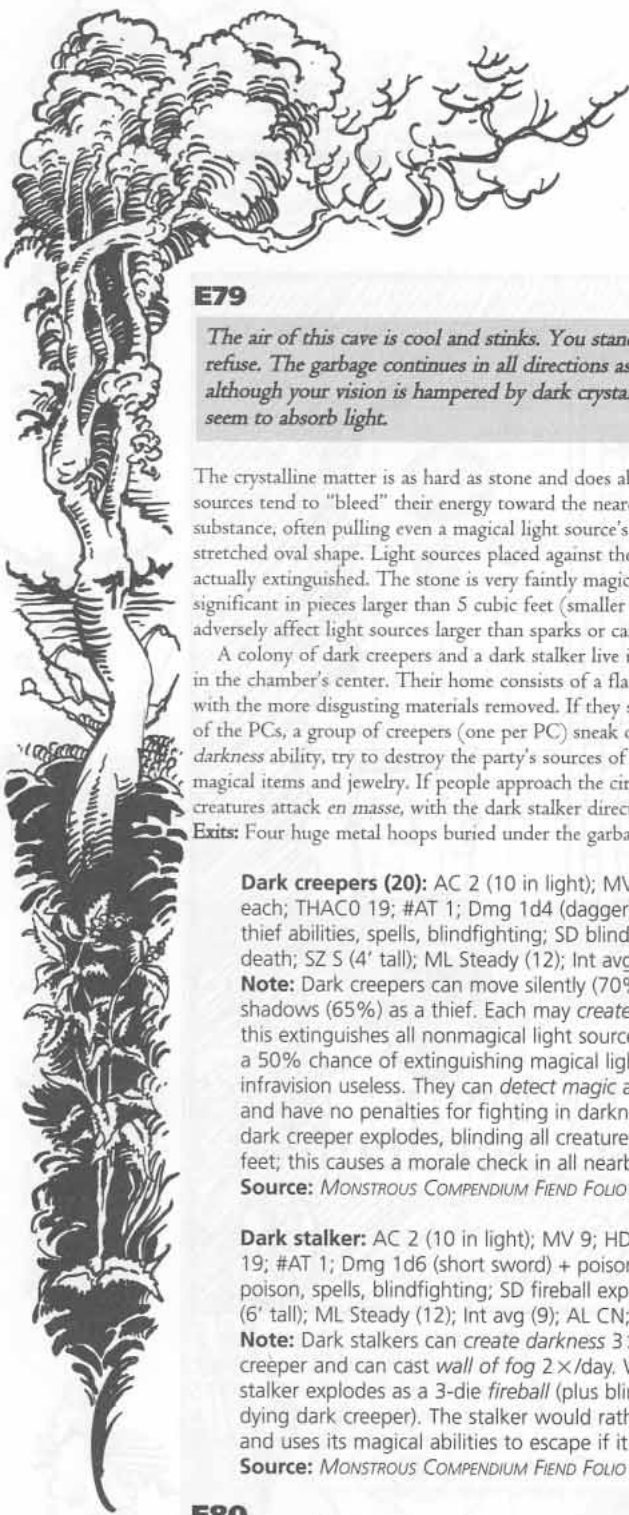 E79
The air of this cave is cool and stinks. You stand
refuse. The garbage continues in all directions as
although your vision is hampered by dark crystal
seem to absorb light.
The crystalline matter is as hard as stone and does al
sources tend to "bleed" their energy toward the near
substance, often pulling even a magical light source's
stretched oval shape. Light sources placed against the
actually extinguished. The stone is very faintly magic
significant in pieces larger than 5 cubic feet (smaller
adversely affect light sources larger than sparks or ca
A colony of dark creepers and a dark stalker live i
in the chamber's center. Their home consists of a fla
with the more disgusting materials removed. If they s
of the PCs, a group of creepers (one per PC) sneak o
darkness ability, try to destroy the party's sources of
magical items and jewelry. If people approach the cir
creatures attack en masse, with the dark stalker direc
Exits: Four huge metal hoops buried under the garba
Dark creepers (20): AC 2 (10 in light); MV
each; THAC0 19; #AT 1; Dmg 1d4 (dagger
thief abilities, spells, blindfighting; SD blind
death; SZ S (4' tall); ML Steady (12); Int avg
Note: Dark creepers can move silently (70%
shadows (65%) as a thief. Each may create
this extinguishes all nonmagical light source
a 50% chance of extinguishing magical ligh
infravision useless. They can detect magic a
and have no penalties for fighting in darkn
dark creeper explodes, blinding all creature
feet; this causes a morale check in all nearb
Source: MONSTROUS COMPENDIUM FIEND FOLIO
Dark stalker: AC 2 (10 in light); MV 9; HD
19; #AT 1; Dmg 1d6 (short sword) + poison
poison, spells, blindfighting; SD fireball exp
(6' tall); ML Steady (12); Int avg (9); AL CN;
Note: Dark stalkers can create darkness 3×
creeper and can cast wall of fog 2×/day. W
stalker explodes as a 3-die fireball (plus blin
dying dark creeper). The stalker would rath
and uses its magical abilities to escape if it
Source: MONSTROUS COMPENDIUM FIEND FOLIO
E80